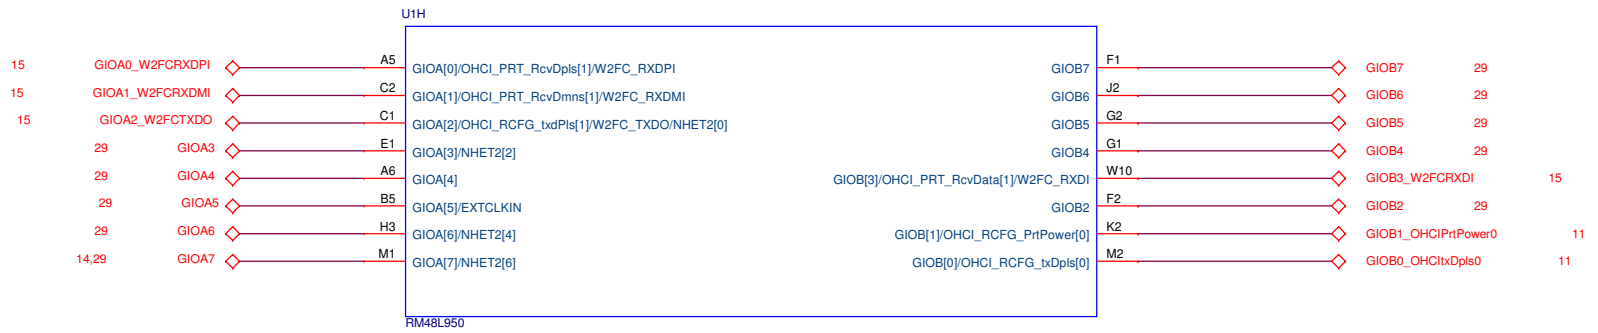 U1H
15 GIOA0_W2FCRXDPI A5 GIOA[0]/OHCI_PRT_RcvDpls[1]/W2FC_RXDPI GIOB7 F1 GIOB7 29
15 GIOA1_W2FCRXDMI C2 GIOA[1]/OHCI_PRT_RcvDmns[1]/W2FC_RXDMI GIOB6 J2 GIOB6 29
15 GIOA2_W2FCTXDO C1 GIOA[2]/OHCI_RCFG_txdPls[1]/W2FC_TXDO/NHET2[0] GIOB5 G2 GIOB5 29
29 GIOA3 E1 GIOA[3]/NHET2[2] GIOB4 G1 GIOB4 29
29 GIOA4 A6 GIOA[4] GIOB[3]/OHCI_PRT_RcvData[1]/W2FC_RXDI W10 GIOB3_W2FCRXDI 15
29 GIOA5 B5 GIOA[5]/EXTCLKIN GIOB2 F2 GIOB2 29
29 GIOA6 H3 GIOA[6]/NHET2[4] GIOB[1]/OHCI_RCFG_PrtPower[0] K2 GIOB1_OHCIPrtPower0 11
14,29 GIOA7 M1 GIOA[7]/NHET2[6] GIOB[0]/OHCI_RCFG_txDpls[0] M2 GIOB0_OHCItxDpls0 11
RM48L950